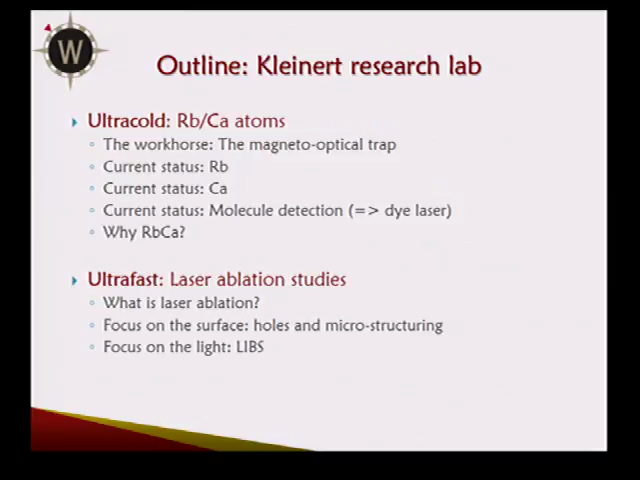 W
Outline: Kleinert research lab
Ultracold: Rb/Ca atoms
The workhorse: The magneto-optical trap
Current status: Rb
Current status: Ca
Current status: Molecule detection (=> dye laser)
Why RbCa?
Ultrafast: Laser ablation studies
What is laser ablation?
Focus on the surface: holes and micro-structuring
Focus on the light: LIBS